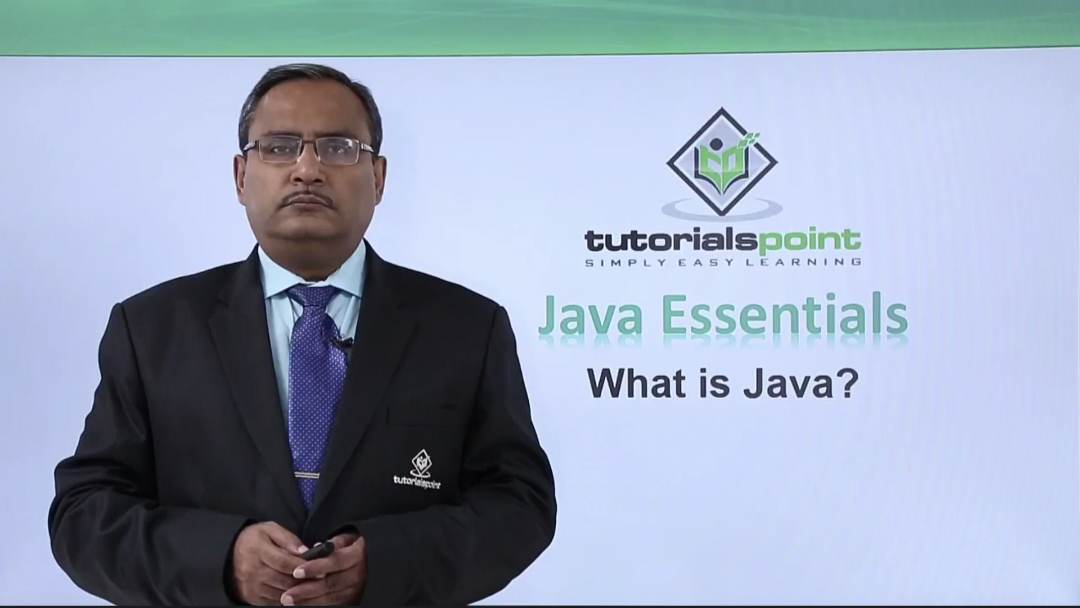 tutorialspoint
SIMPLY EASY LEARNING
Java Essentials
What is Java?
tutorialspoint